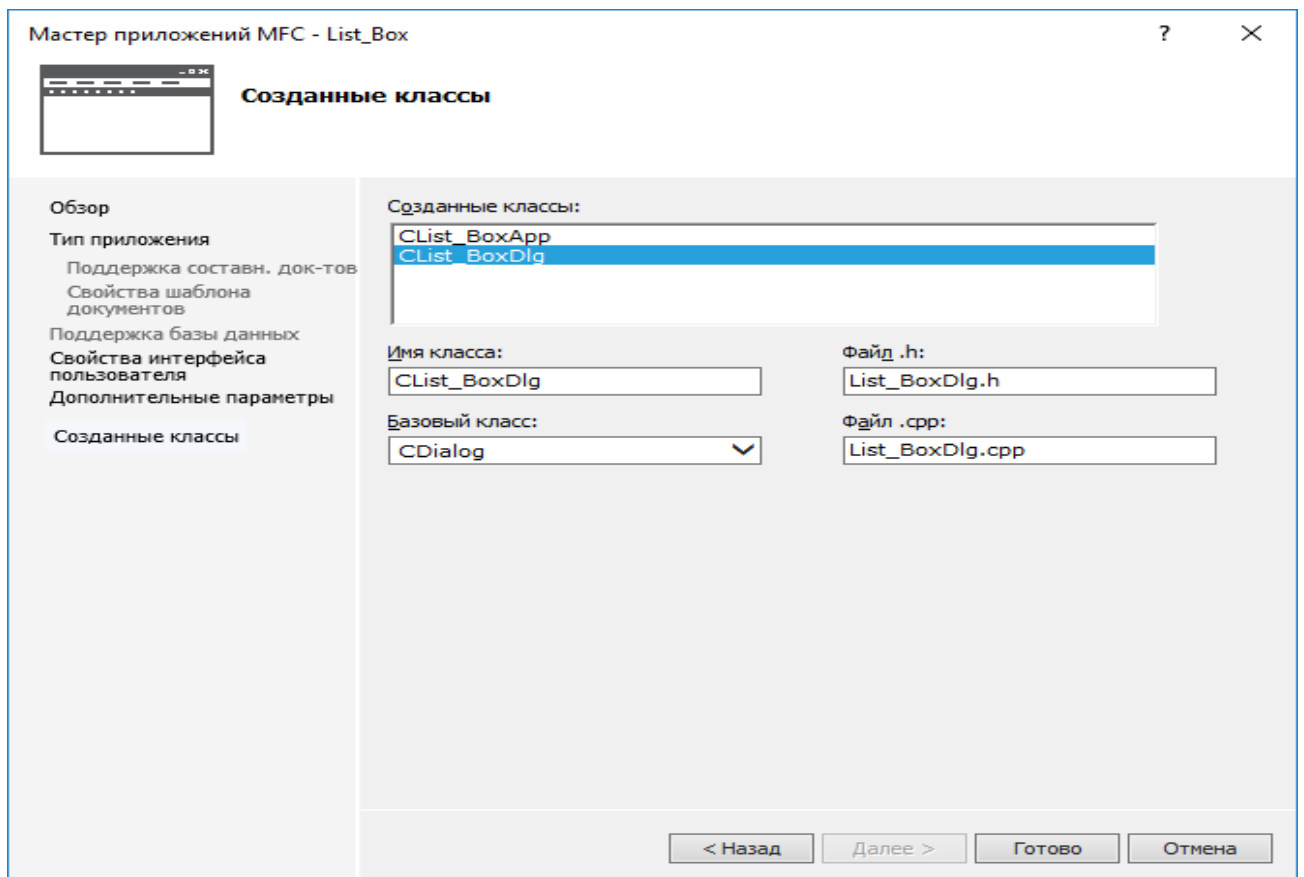 Мастер приложений MFC - List_Box
?
Созданные классы
Обзор
Тип приложения
Поддержка составн. док-тов
Свойства шаблона
документов
Поддержка базы данных
Свойства интерфейса
пользователя
Дополнительные параметры
Созданные классы
Созданные классы:
CList_BoxApp
CList_BoxDlg
Имя класса:
CList_BoxDlg
Файл .h:
List_BoxDlg.h
Базовый класс:
CDialog
Файл .cpp:
List_BoxDlg.cpp
< Назад
Далее >
Готово
Отмена